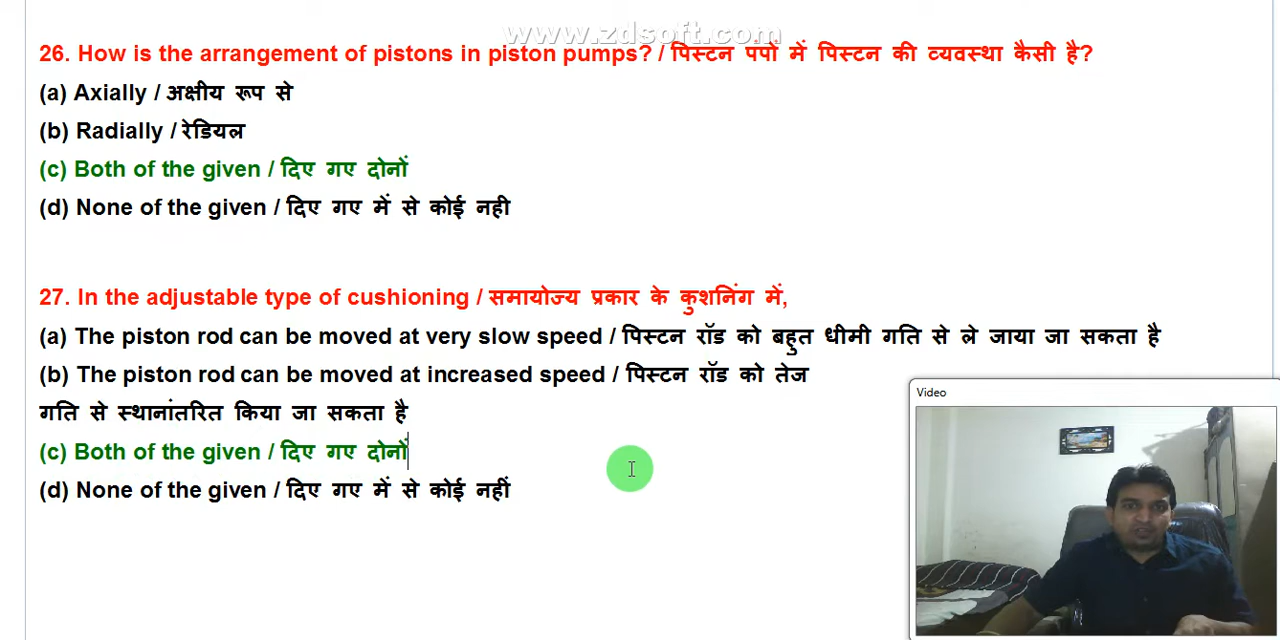 www.zdsoft.com
26. How is the arrangement of pistons in piston pumps? / पिस्टन पपो में पिस्टन की व्यवस्था कैसी है?
(a) Axially / अक्षीय रूप से
(b) Radially / रेडियल
(c) Both of the given / दिए गए दोनों
(d) None of the given / दिए गए में से कोई नही
27. In the adjustable type of cushioning / समायोज्य प्रकार के कुशनिंग में,
(a) The piston rod can be moved at very slow speed / पिस्टन रॉड को बहुत धीमी गति से ले जाया जा सकता है
(b) The piston rod can be moved at increased speed / पिस्टन रॉड को तेज
गति से स्थानांतरित किया जा सकता है
(c) Both of the given / दिए गए दोनों
(d) None of the given / दिए गए में से कोई नहीं
Video